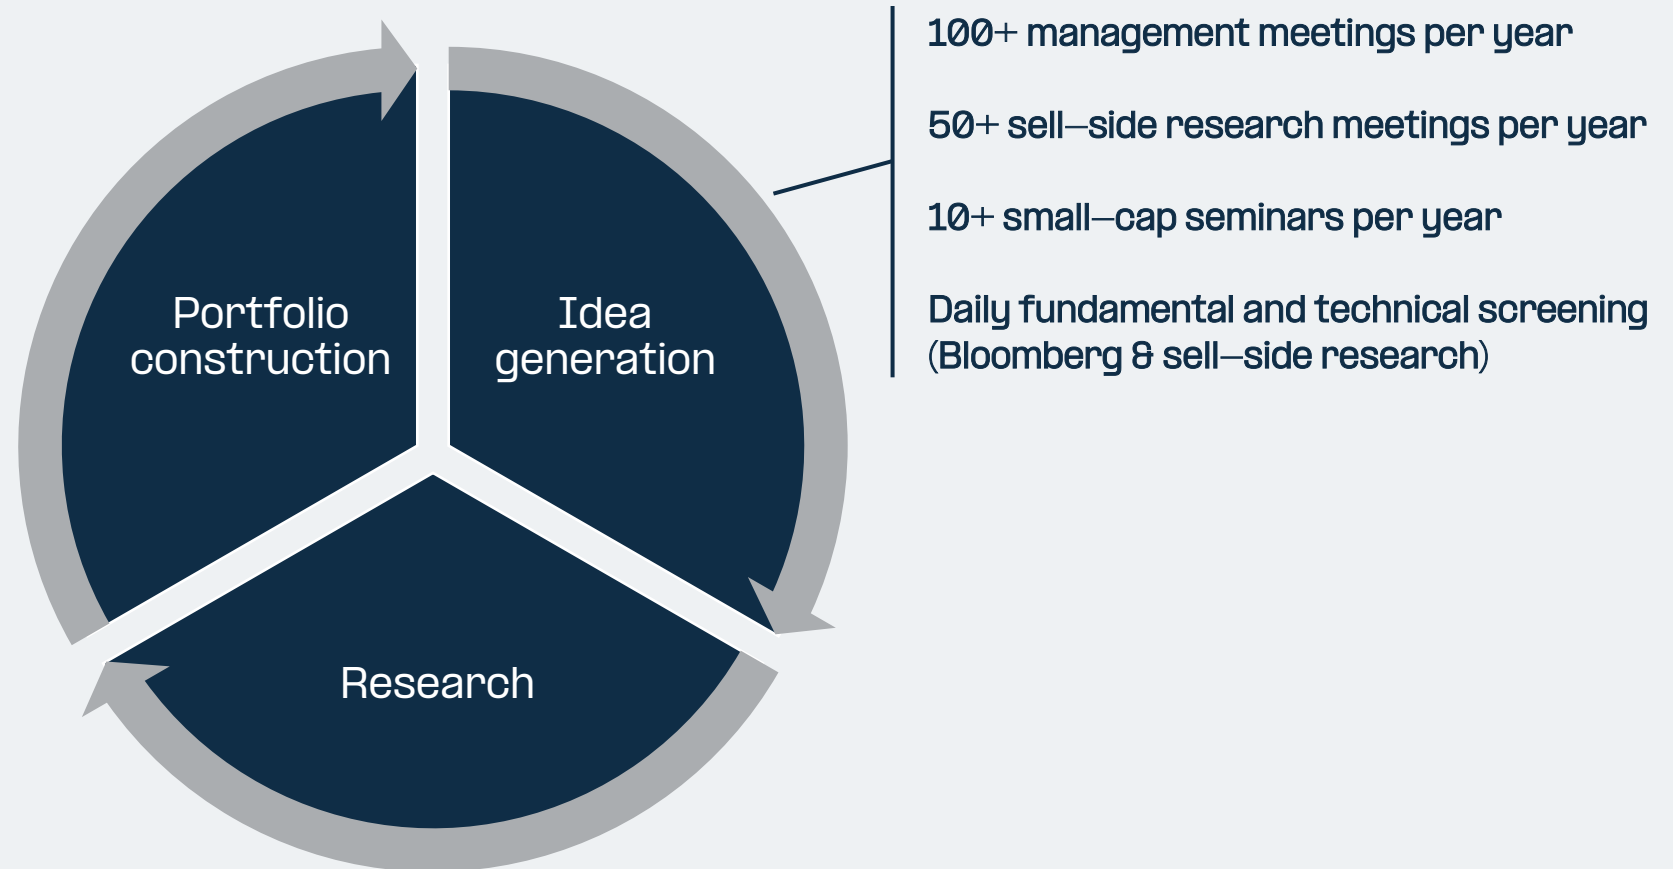 Portfolio
construction
Idea
generation
Research
100+ management meetings per year
50+ sell–side research meetings per year
10+ small–cap seminars per year
Daily fundamental and technical screening
(Bloomberg & sell–side research)